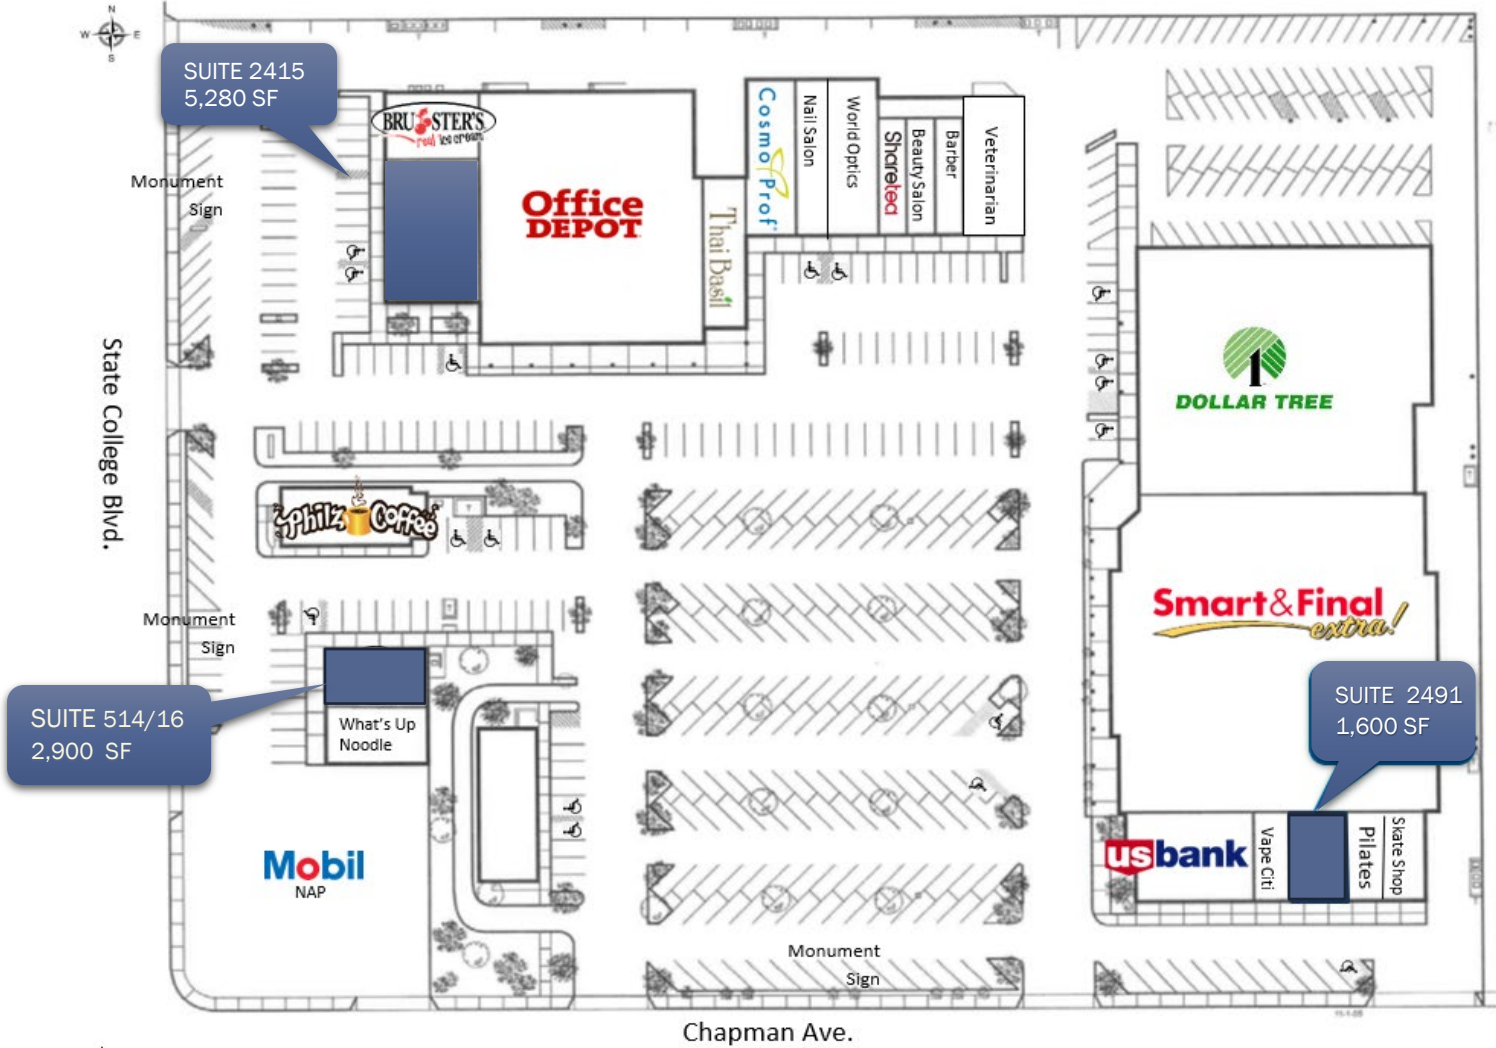 N
W E
S
SUITE 2415
5,280 SF
Monument
Sign
BRUSTER'S
real ice cream
Office
DEPOT
Thai Basil
Cosmo Prof
Nail Salon
World Optics
Sharetea
Beauty Salon
Barber
Veterinarian
State College Blvd.
DOLLAR TREE
Philz Coffee
Smart&Final
extra!
Monument
Sign
SUITE 514/16
2,900 SF
What's Up
Noodle
SUITE 2491
1,600 SF
Mobil
NAP
usbank
Vape Citi
Pilates
Skate Shop
Monument
Sign
Chapman Ave.